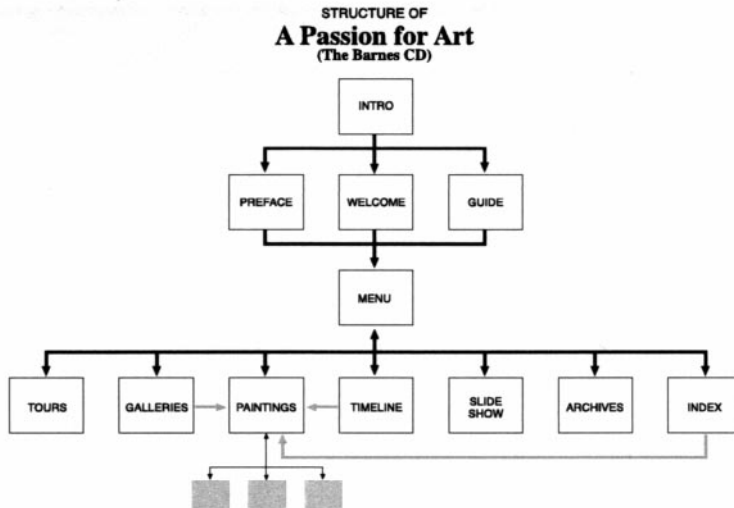 STRUCTURE OF
A Passion for Art
(The Barnes CD)
INTRO
PREFACE
WELCOME
GUIDE
MENU
TOURS
GALLERIES
PAINTINGS
TIMELINE
SLIDE
SHOW
ARCHIVES
INDEX